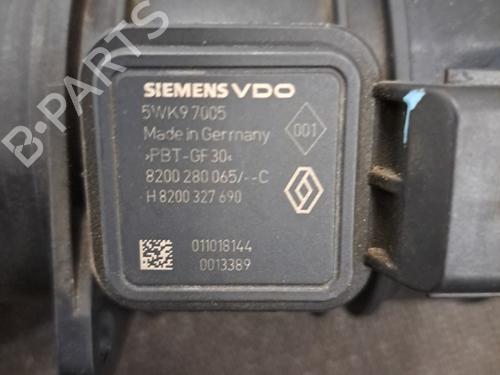 SIEMENS VDO
5WK9 7005
Made in Germany
>PBT-GF30<
8200 280 065/--C
H 8200 327 690
001
011018144
0013389
B-PARTS